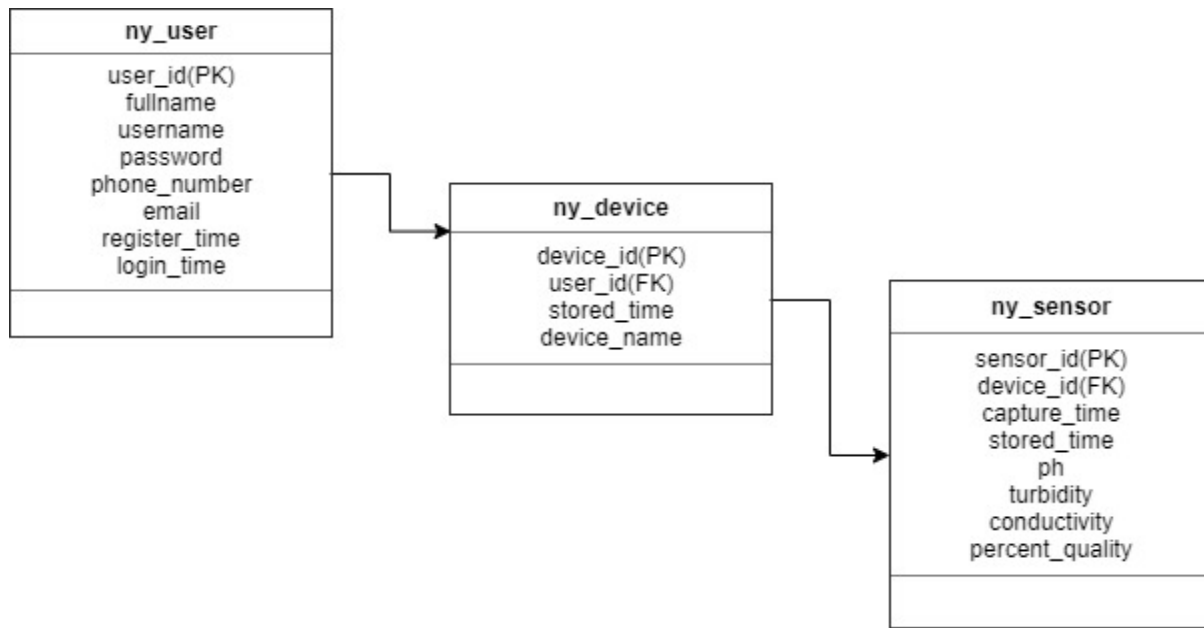 ny_user
user_id(PK)
fullname
username
password
phone_number
email
register_time
login_time
ny_device
device_id(PK)
user_id(FK)
stored_time
device_name
ny_sensor
sensor_id(PK)
device_id(FK)
capture_time
stored_time
ph
turbidity
conductivity
percent_quality